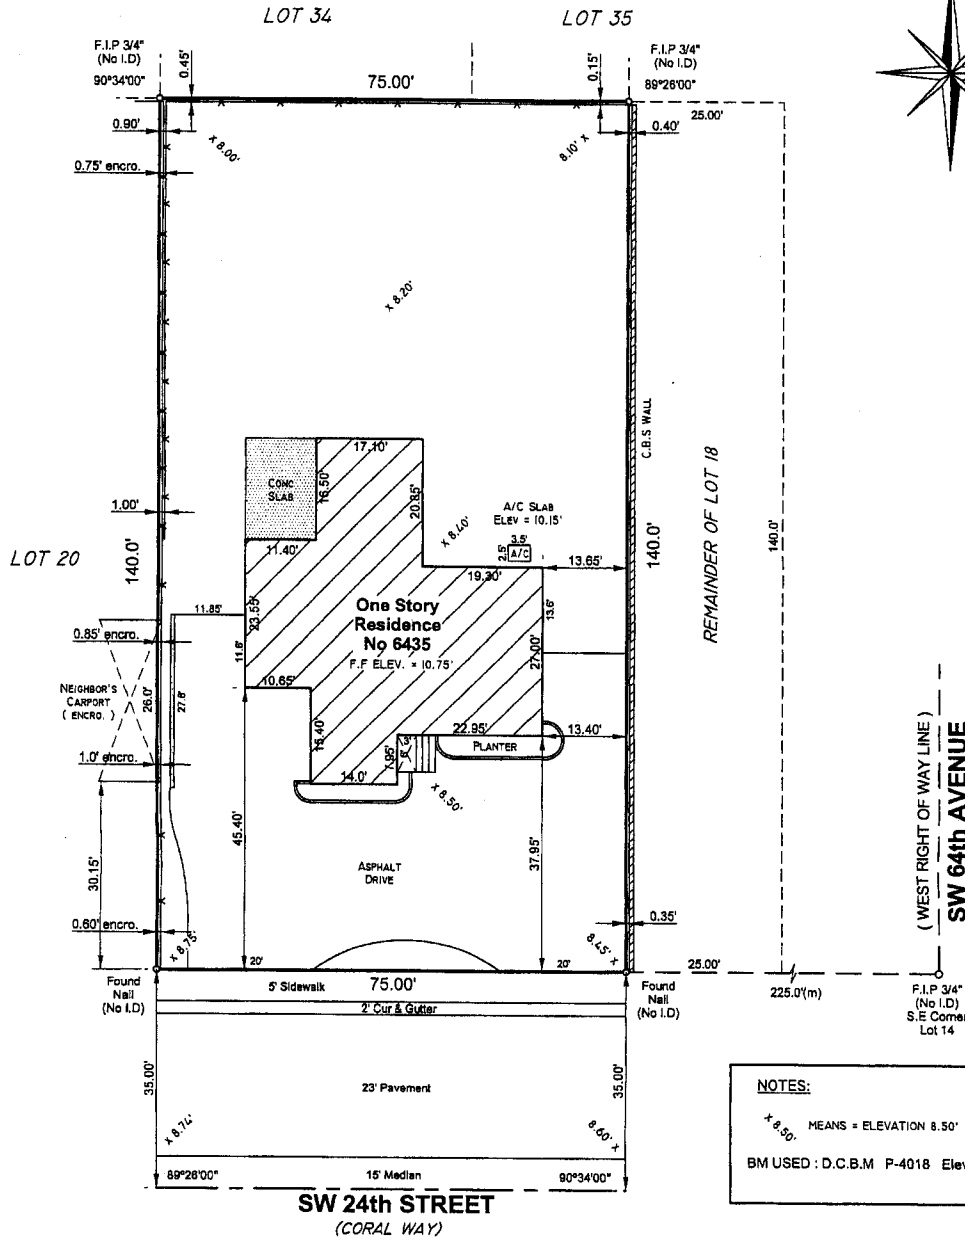 LOT 34
LOT 35
F.I.P 3/4"
(No I.D)
90°34'00"
0.45'
75.00'
0.15'
F.I.P 3/4"
(No I.D)
89°26'00"
25.00'
0.90'
0.40'
X 8.00'
8.10' X
0.75' encro.
X 8.20'
C.B.S WALL
17.10'
CONC
SLAB
16.50'
20.85'
A/C SLAB
ELEV = 10.15'
X 8.40'
3.5'
2.5'
A/C
1.00'
11.40'
13.65'
140.0'
140.0'
140.0'
REMAINDER OF LOT 18
LOT 20
19.30'
One Story
Residence
No 6435
F.F ELEV. = 10.75'
11.85'
23.55'
13.6'
27.00'
11.6'
0.85' encro.
NEIGHBOR'S
CARPORT
( ENCRO. )
26.0'
27.8'
10.65'
15.40'
22.95'
13.40'
PLANTER
7.95'
1.0' encro.
14.0'
X 8.50'
45.40'
37.95'
30.15'
ASPHALT
DRIVE
( WEST RIGHT OF WAY LINE )
SW 64th AVENUE
0.60' encro.
0.35'
X 8.75'
8.45' X
20'
20'
25.00'
Found
Nail
(No I.D)
5' Sidewalk
75.00'
Found
Nail
(No I.D)
225.0'(m)
F.I.P 3/4"
(No I.D)
S.E Corner
Lot 14
2' Cur & Gutter
35.00'
35.00'
23' Pavement
X 8.74'
8.60' X
NOTES:
X 8.50' MEANS = ELEVATION 8.50'
BM USED : D.C.B.M P-4018 Elev
89°26'00"
15' Median
90°34'00"
SW 24th STREET
(CORAL WAY)